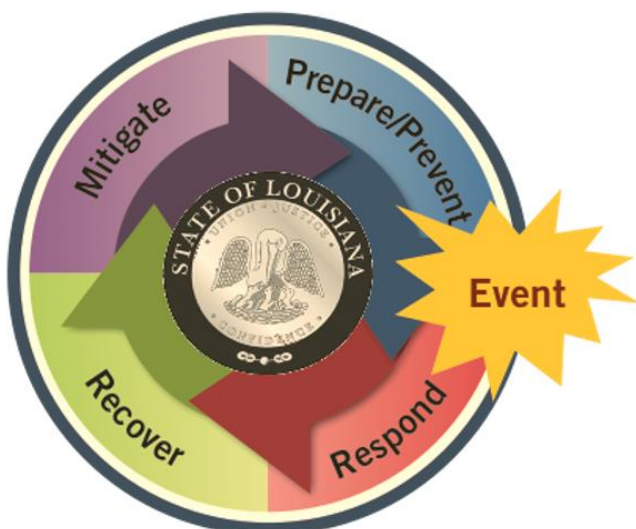 Mitigate
Prepare/Prevent
STATE OF LOUISIANA
UNION · JUSTICE
CONFIDENCE
Event
Recover
Respond